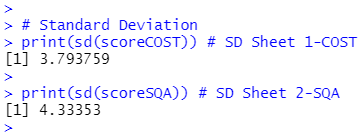 >
> # Standard Deviation
> print(sd(scoreCOST)) # SD Sheet 1-COST
[1] 3.793759
>
> print(sd(scoreSQA)) # SD Sheet 2-SQA
[1] 4.33353
>